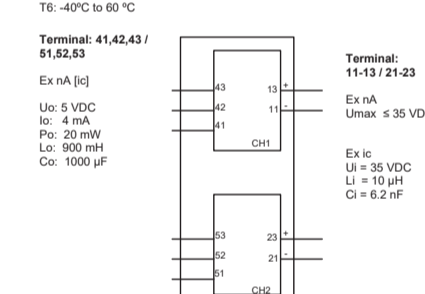 T6: -40ºC to 60 ºC
Terminal: 41,42,43 /
51,52,53
Ex nA [ic]
Uo: 5 VDC
Io: 4 mA
Po: 20 mW
Lo: 900 mH
Co: 1000 µF
43
42
41
13 +
11 -
CH1
53
52
51
23 +
21 -
CH2
Terminal:
11-13 / 21-23
Ex nA
Umax ≤ 35 VD
Ex ic
Ui = 35 VDC
Li = 10 µH
Ci = 6.2 nF